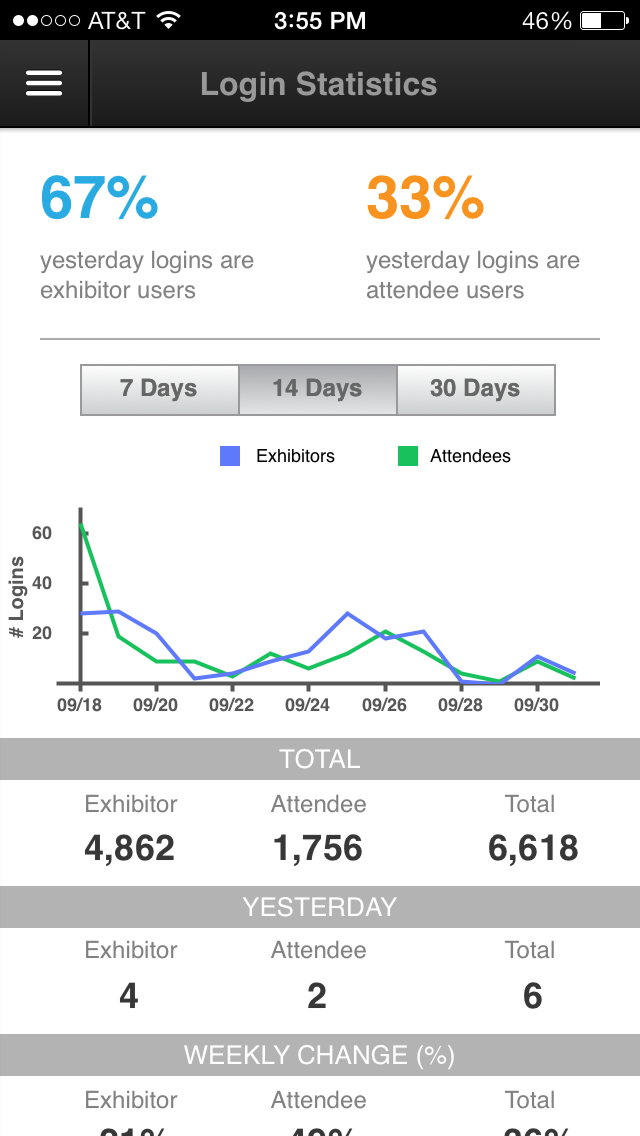 AT&T 3:55 PM 46%
Login Statistics
67% 33%
yesterday logins are yesterday logins are
exhibitor users attendee users
7 Days 14 Days 30 Days
Exhibitors Attendees
60
40
20
# Logins
09/18 09/20 09/22 09/24 09/26 09/28 09/30
TOTAL
Exhibitor Attendee Total
4,862 1,756 6,618
YESTERDAY
Exhibitor Attendee Total
4 2 6
WEEKLY CHANGE (%)
Exhibitor Attendee Total